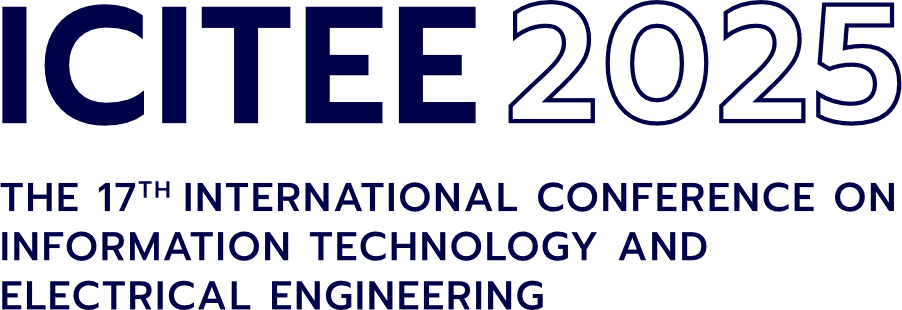 ICITEE 2025
THE 17TH INTERNATIONAL CONFERENCE ON
INFORMATION TECHNOLOGY AND
ELECTRICAL ENGINEERING